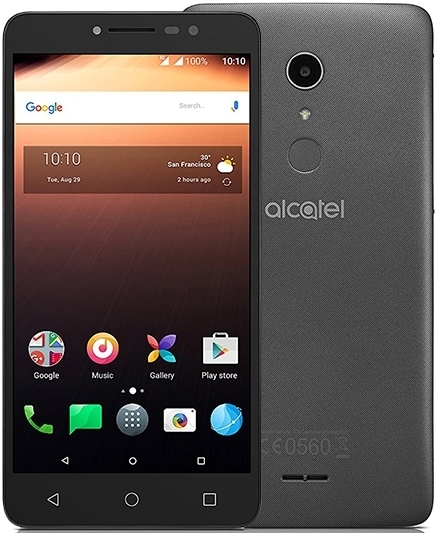 100% 10:10
Google Search...
10:10 30°
San Francisco
Tue, Aug 29 2 hours ago
Google Music Gallery Play store
alcatel
CE0560